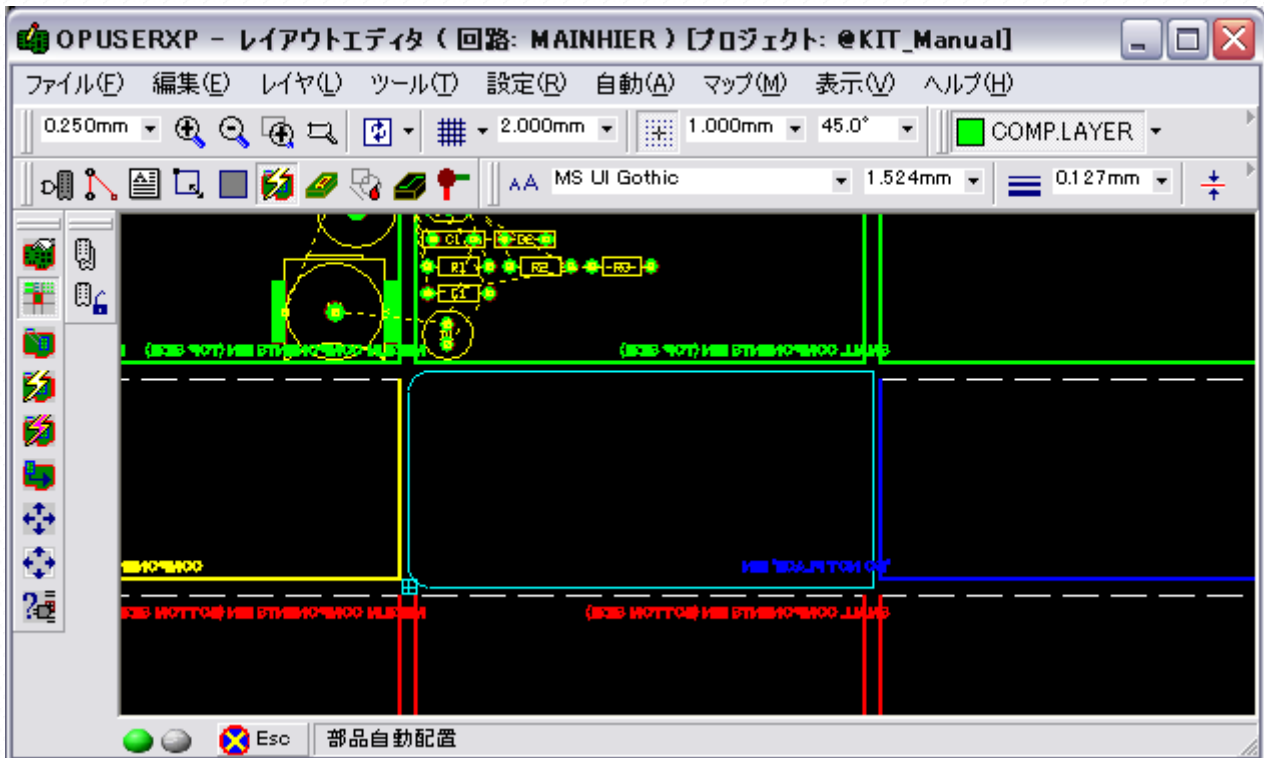 OPUSERXP - レイアウトエディタ ( 回路: MAINHIER ) [プロジェクト: @KIT_Manual]
ファイル(F) 編集(E) レイヤ(L) ツール(T) 設定(R) 自動(A) マップ(M) 表示(V) ヘルプ(H)
0.250mm 2.000mm 1.000mm 45.0° COMP.LAYER
AA MS UI Gothic 1.524mm 0.127mm
R1 R2 R3
Esc 部品自動配置